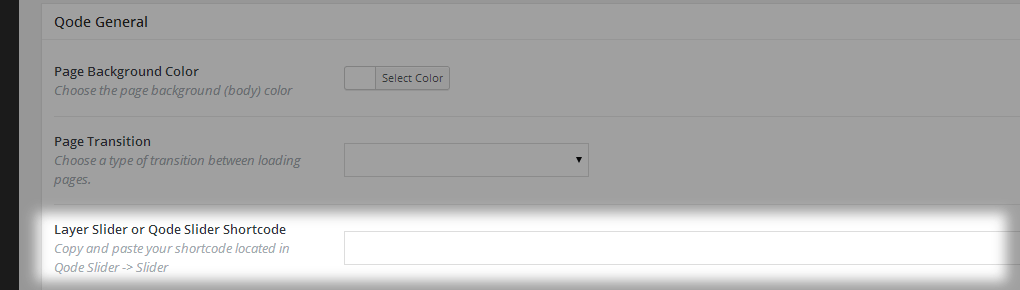 Qode General
Page Background Color
Choose the page background (body) color
Select Color
Page Transition
Choose a type of transition between loading
pages.
Layer Slider or Qode Slider Shortcode
Copy and paste your shortcode located in
Qode Slider -> Slider